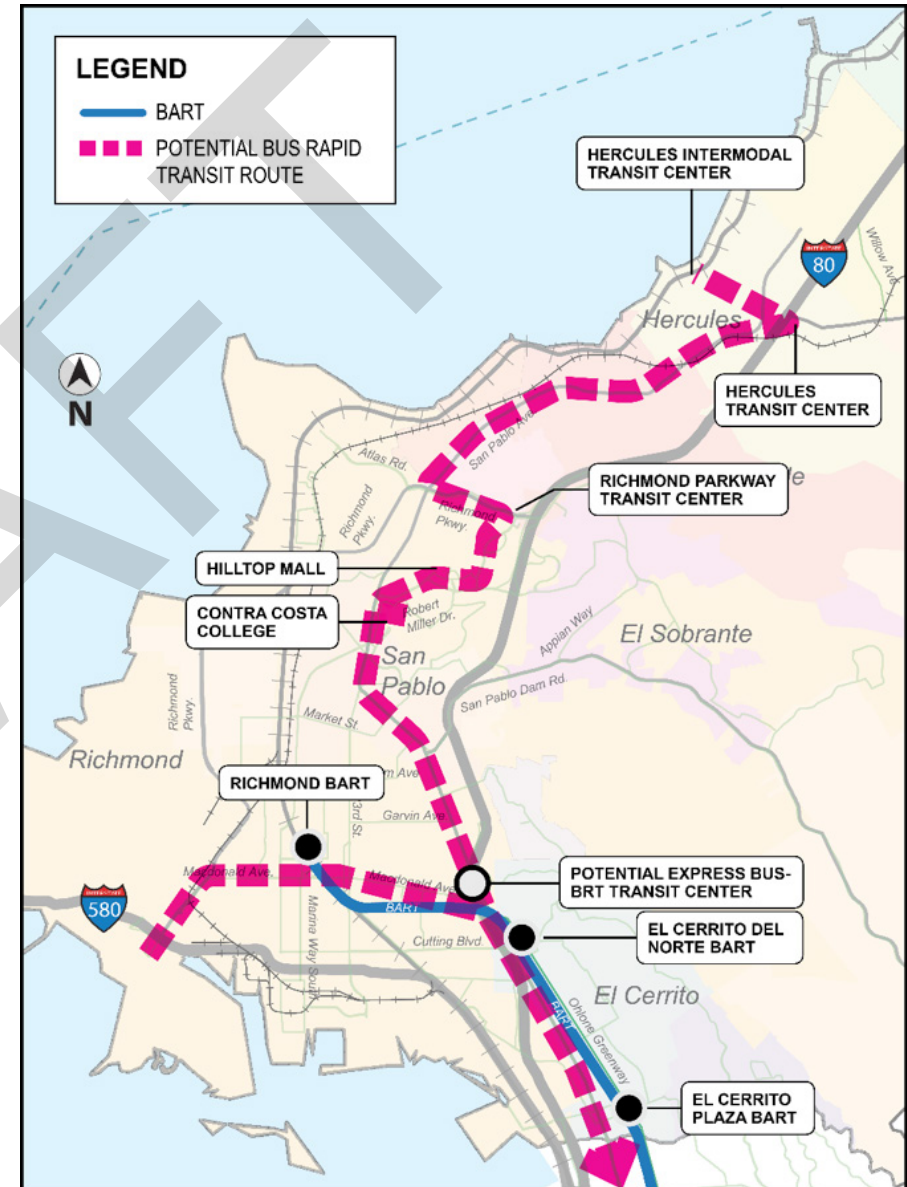 LEGEND
BART
POTENTIAL BUS RAPID
TRANSIT ROUTE
HERCULES INTERMODAL
TRANSIT CENTER
80
Willow Ave
Hercules
N
HERCULES
TRANSIT CENTER
San Pablo Ave
Atlas Rd.
RICHMOND PARKWAY
TRANSIT CENTER
Richmond
Pkwy.
Richmond
Pkwy.
HILLTOP MALL
CONTRA COSTA
COLLEGE
Robert
Miller Dr.
Appian Way
El Sobrante
San
Pablo
San Pablo Dam Rd.
Richmond
Pkwy.
Market St.
Richmond
RICHMOND BART
Garvin Ave
Macdonald Ave.
Macdonald Ave
POTENTIAL EXPRESS BUS-
BRT TRANSIT CENTER
580
BART
Marina Way South
Cutting Blvd
EL CERRITO DEL
NORTE BART
El Cerrito
BART
Ohlone Greenway
EL CERRITO
PLAZA BART